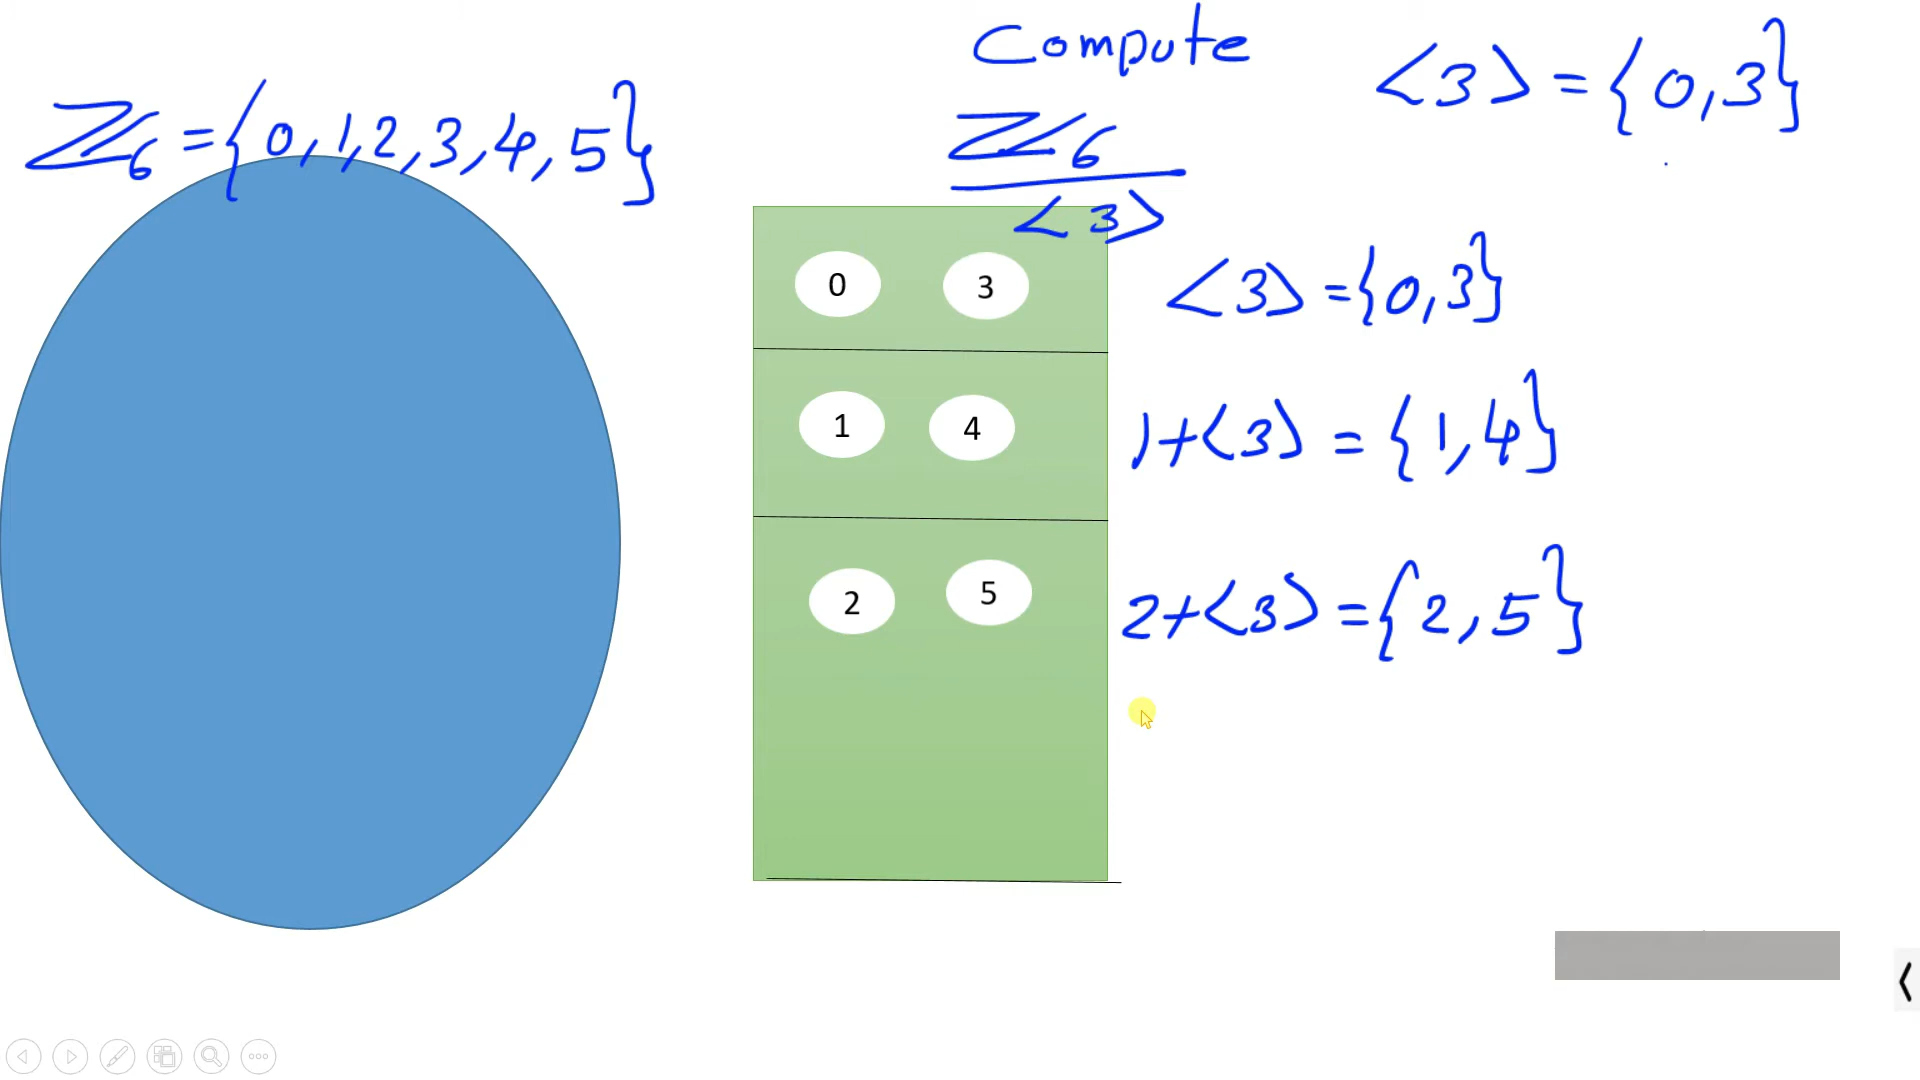 ℤ6 = {0, 1, 2, 3, 4, 5}
Compute
ℤ6
<3>
<3> = {0, 3}
0 3
<3> = {0, 3}
1 4
1+<3> = {1, 4}
2 5
2+<3> = {2, 5}